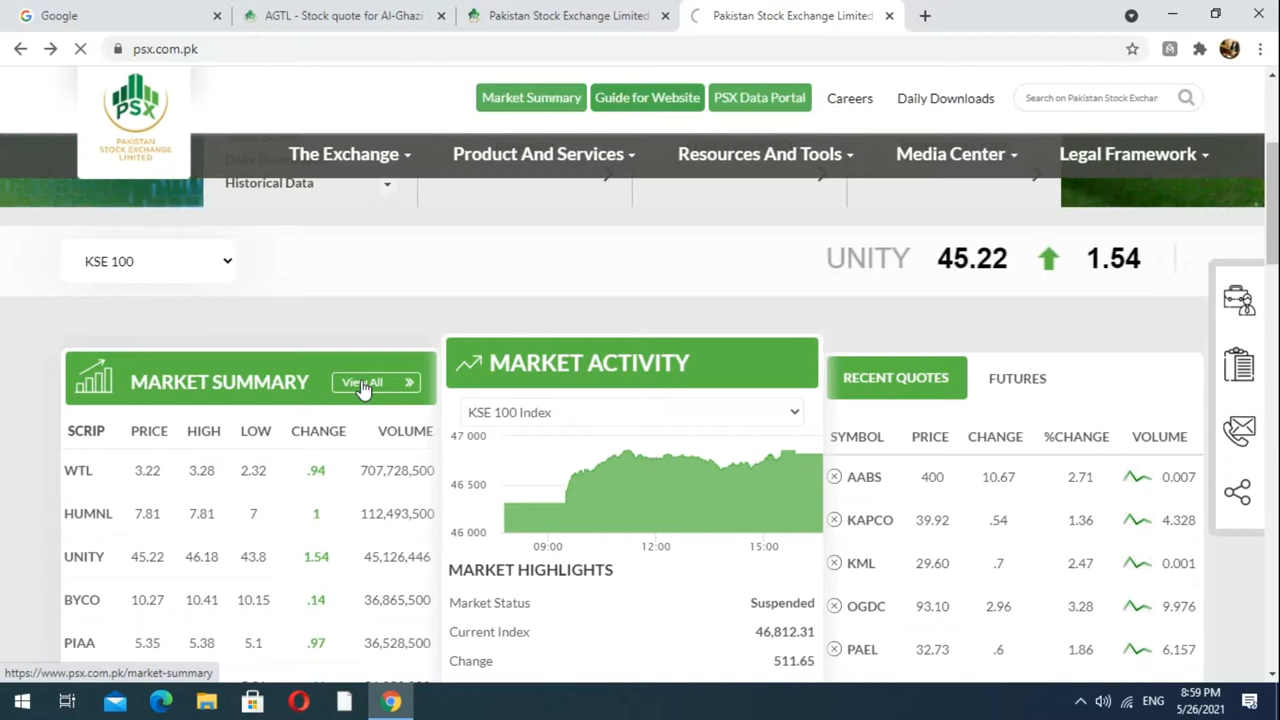 Google
AGTL - Stock quote for Al-Ghazi
Pakistan Stock Exchange Limited
Pakistan Stock Exchange Limited
psx.com.pk
PSX
PAKISTAN
STOCK EXCHANGE
LIMITED
Market Summary
Guide for Website
PSX Data Portal
Careers
Daily Downloads
Search on Pakistan Stock Exchar
The Exchange
Product And Services
Resources And Tools
Media Center
Legal Framework
Historical Data
KSE 100
UNITY 45.22 1.54
MARKET SUMMARY
View All
SCRIP PRICE HIGH LOW CHANGE VOLUME
WTL 3.22 3.28 2.32 .94 707,728,500
HUMNL 7.81 7.81 7 1 112,493,500
UNITY 45.22 46.18 43.8 1.54 45,126,446
BYCO 10.27 10.41 10.15 .14 36,865,500
PIAA 5.35 5.38 5.1 .97 36,528,500
MARKET ACTIVITY
KSE 100 Index
47 000
46 500
46 000
09:00 12:00 15:00
MARKET HIGHLIGHTS
Market Status Suspended
Current Index 46,812.31
Change 511.65
RECENT QUOTES
FUTURES
SYMBOL PRICE CHANGE %CHANGE VOLUME
AABS 400 10.67 2.71 0.007
KAPCO 39.92 .54 1.36 4.328
KML 29.60 .7 2.47 0.001
OGDC 93.10 2.96 3.28 9.976
PAEL 32.73 .6 1.86 6.157
https://www.psx.com.pk/market-summary
ENG
8:59 PM
5/26/2021